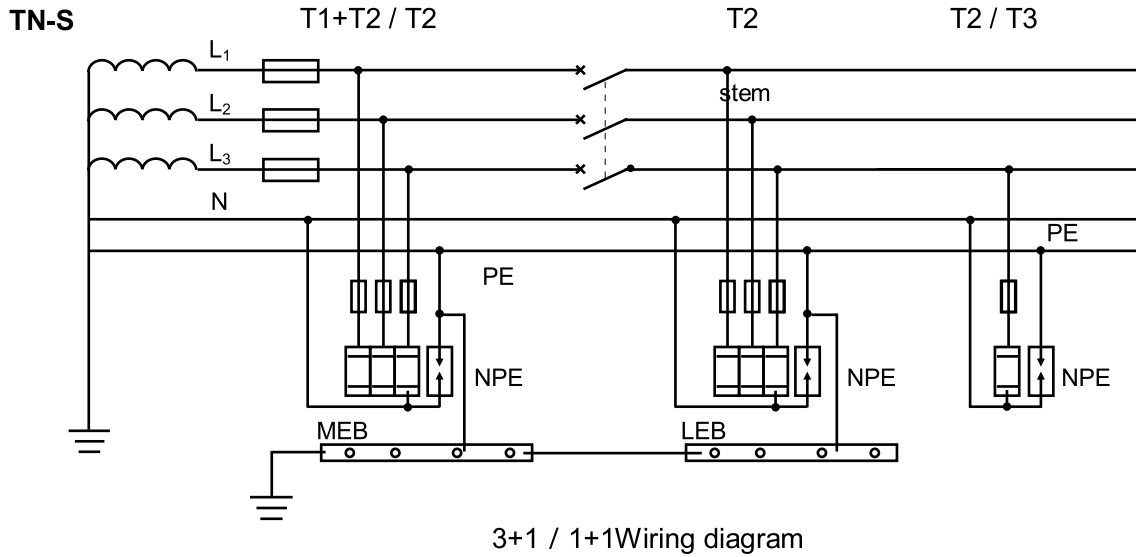 TN-S T1+T2 / T2 T2 T2 / T3
L1
stem
L2
L3
N
PE
PE
NPE NPE NPE
MEB LEB
3+1 / 1+1Wiring diagram